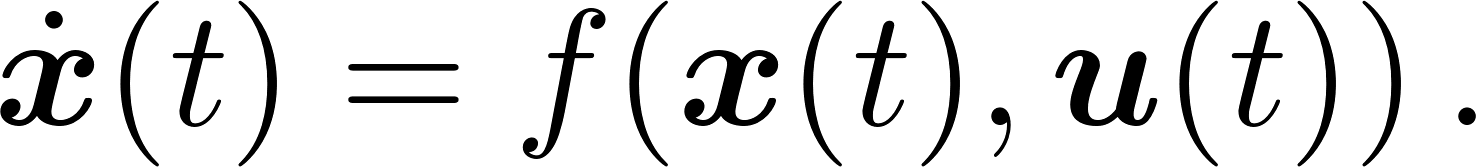 𝒙̇(t) = f(𝒙(t), 𝒖(t)) .